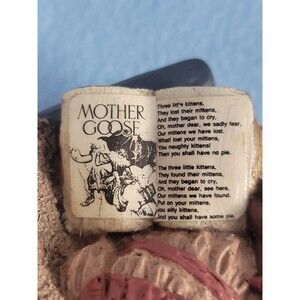 MOTHER
GOOSE
Three little kittens,
They lost their mittens,
And they began to cry,
Oh, mother dear, we sadly fear,
Our mittens we have lost.
What! lost your mittens,
You naughty kittens!
Then you shall have no pie.
The three little kittens,
They found their mittens,
And they began to cry,
Oh, mother dear, see here,
Our mittens we have found.
Put on your mittens,
you silly kittens,
And you shall have some pie.